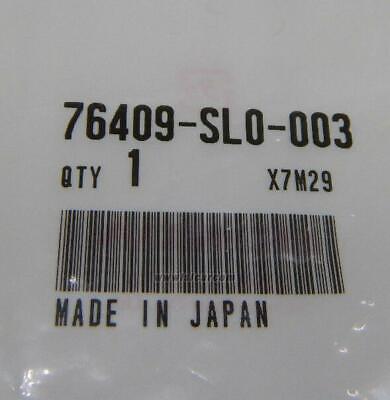 76409-SL0-003
QTY 1 X7M29
MADE IN JAPAN